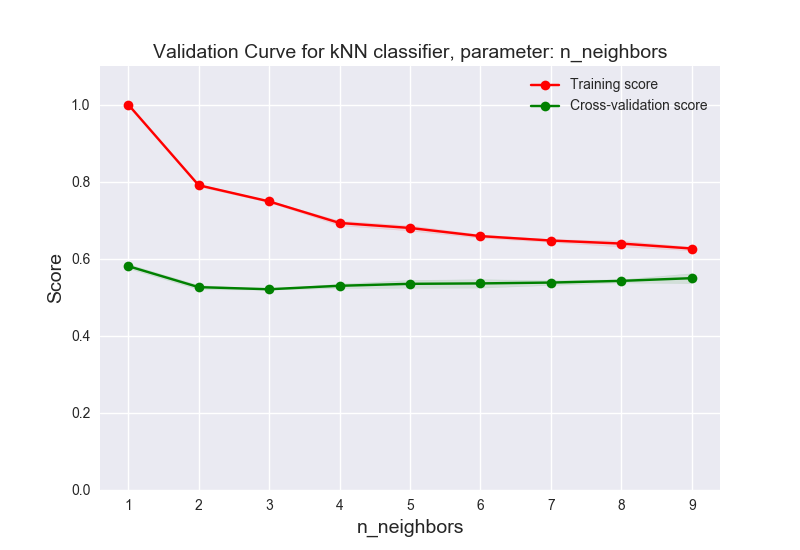 Validation Curve for kNN classifier, parameter: n_neighbors
Training score
Cross-validation score
1.0
0.8
0.6
0.4
0.2
0.0
Score
1 2 3 4 5 6 7 8 9
n_neighbors